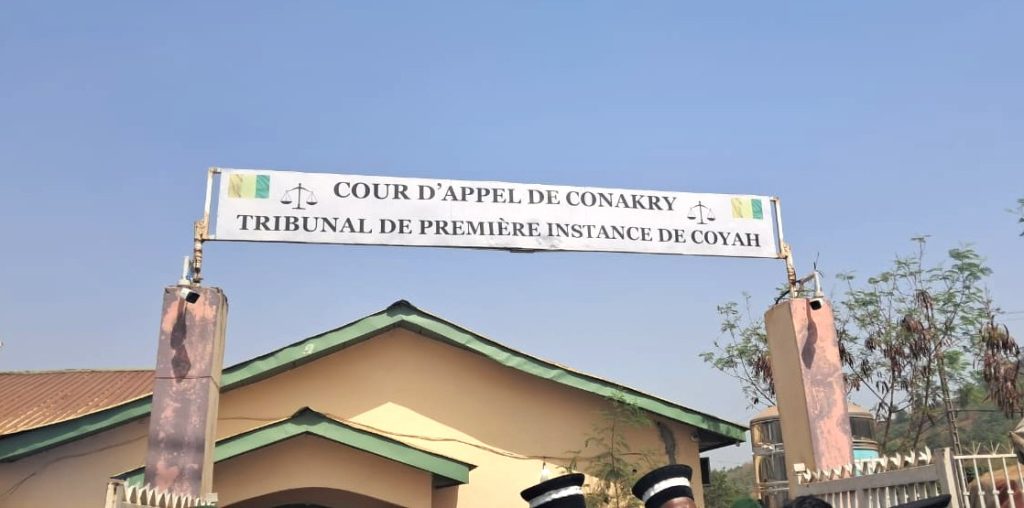 COUR D'APPEL DE CONAKRY
TRIBUNAL DE PREMIÈRE INSTANCE DE COYAH